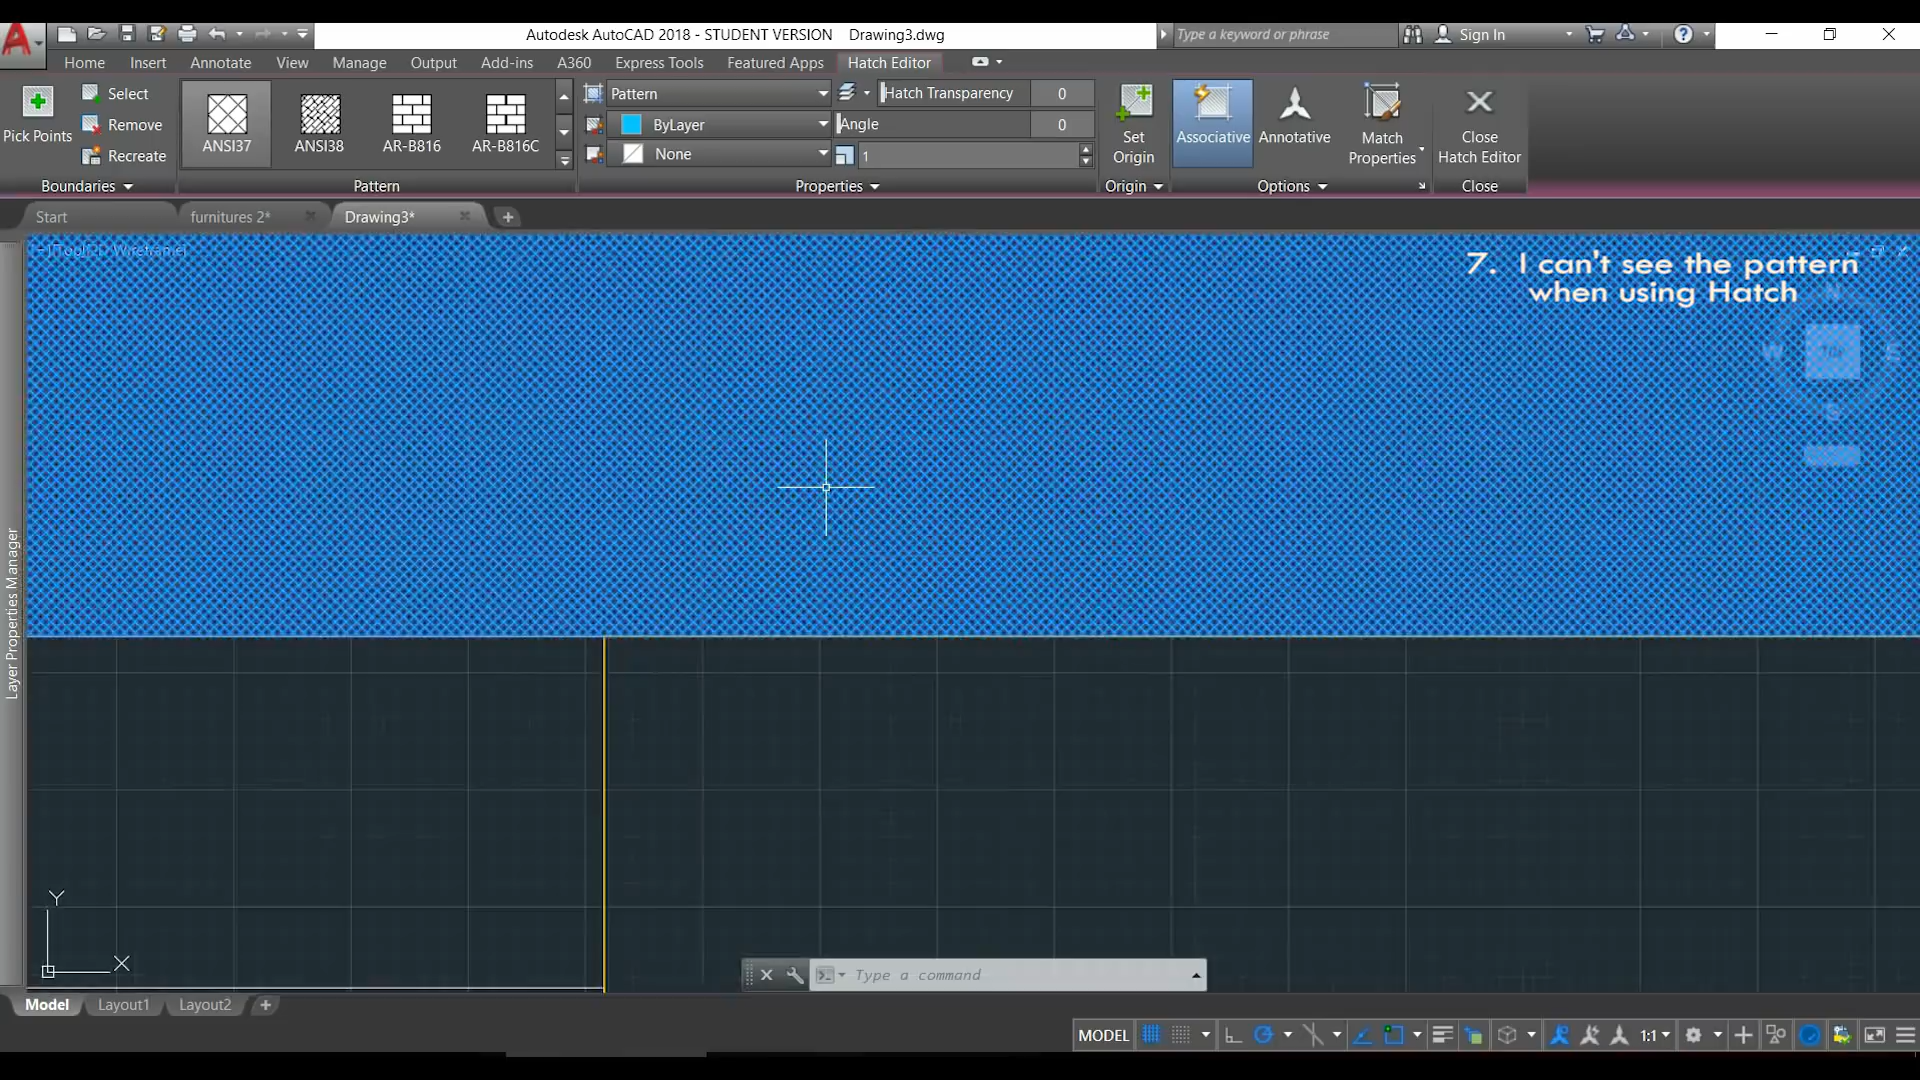 Autodesk AutoCAD 2018 - STUDENT VERSION Drawing3.dwg
Type a keyword or phrase
Sign In
Home Insert Annotate View Manage Output Add-ins A360 Express Tools Featured Apps Hatch Editor
Pick Points
Select
Remove
Recreate
Boundaries
ANSI37
ANSI38
AR-B816
AR-B816C
Pattern
Pattern
ByLayer
None
Hatch Transparency 0
Angle 0
1
Properties
Set
Origin
Origin
Associative
Annotative
Match
Properties
Options
Close
Hatch Editor
Close
Start
furnitures 2*
Drawing3*
[−][Top][2D Wireframe]
7. I can't see the pattern
when using Hatch
N
W
TOP
E
S
Layer Properties Manager
Y
X
Type a command
Model Layout1 Layout2
MODEL
1:1